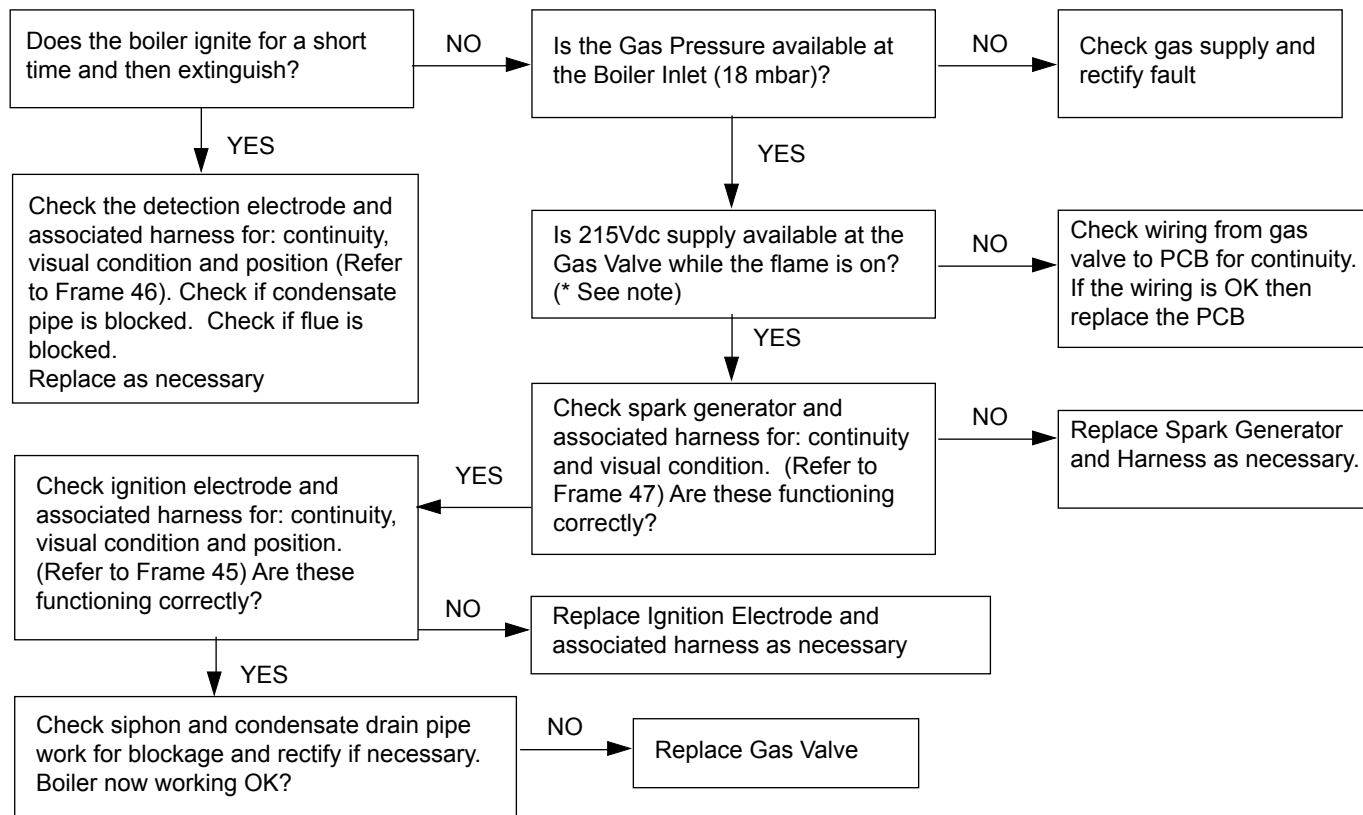 Does the boiler ignite for a short
time and then extinguish?
NO
Is the Gas Pressure available at
the Boiler Inlet (18 mbar)?
NO
Check gas supply and
rectify fault
YES
YES
Check the detection electrode and
associated harness for: continuity,
visual condition and position (Refer
to Frame 46). Check if condensate
pipe is blocked.  Check if flue is
blocked.
Replace as necessary
Is 215Vdc supply available at the
Gas Valve while the flame is on?
(* See note)
NO
Check wiring from gas
valve to PCB for continuity.
If the wiring is OK then
replace the PCB
YES
Check spark generator and
associated harness for: continuity
and visual condition.  (Refer to
Frame 47) Are these functioning
correctly?
NO
Replace Spark Generator
and Harness as necessary.
YES
Check ignition electrode and
associated harness for: continuity,
visual condition and position.
(Refer to Frame 45) Are these
functioning correctly?
NO
Replace Ignition Electrode and
associated harness as necessary
YES
Check siphon and condensate drain pipe
work for blockage and rectify if necessary.
Boiler now working OK?
NO
Replace Gas Valve